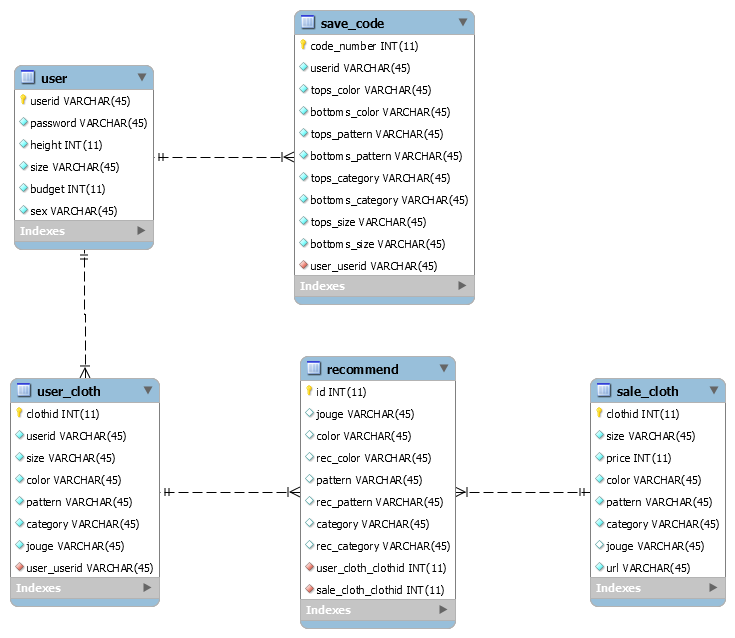 save_code
code_number INT(11)
userid VARCHAR(45)
tops_color VARCHAR(45)
bottoms_color VARCHAR(45)
tops_pattern VARCHAR(45)
bottoms_pattern VARCHAR(45)
tops_category VARCHAR(45)
bottoms_category VARCHAR(45)
tops_size VARCHAR(45)
bottoms_size VARCHAR(45)
user_userid VARCHAR(45)
Indexes
user
userid VARCHAR(45)
password VARCHAR(45)
height INT(11)
size VARCHAR(45)
budget INT(11)
sex VARCHAR(45)
Indexes
user_cloth
clothid INT(11)
userid VARCHAR(45)
size VARCHAR(45)
color VARCHAR(45)
pattern VARCHAR(45)
category VARCHAR(45)
jouge VARCHAR(45)
user_userid VARCHAR(45)
Indexes
recommend
id INT(11)
jouge VARCHAR(45)
color VARCHAR(45)
rec_color VARCHAR(45)
pattern VARCHAR(45)
rec_pattern VARCHAR(45)
category VARCHAR(45)
rec_category VARCHAR(45)
user_cloth_clothid INT(11)
sale_cloth_clothid INT(11)
Indexes
sale_cloth
clothid INT(11)
size VARCHAR(45)
price INT(11)
color VARCHAR(45)
pattern VARCHAR(45)
category VARCHAR(45)
jouge VARCHAR(45)
url VARCHAR(45)
Indexes